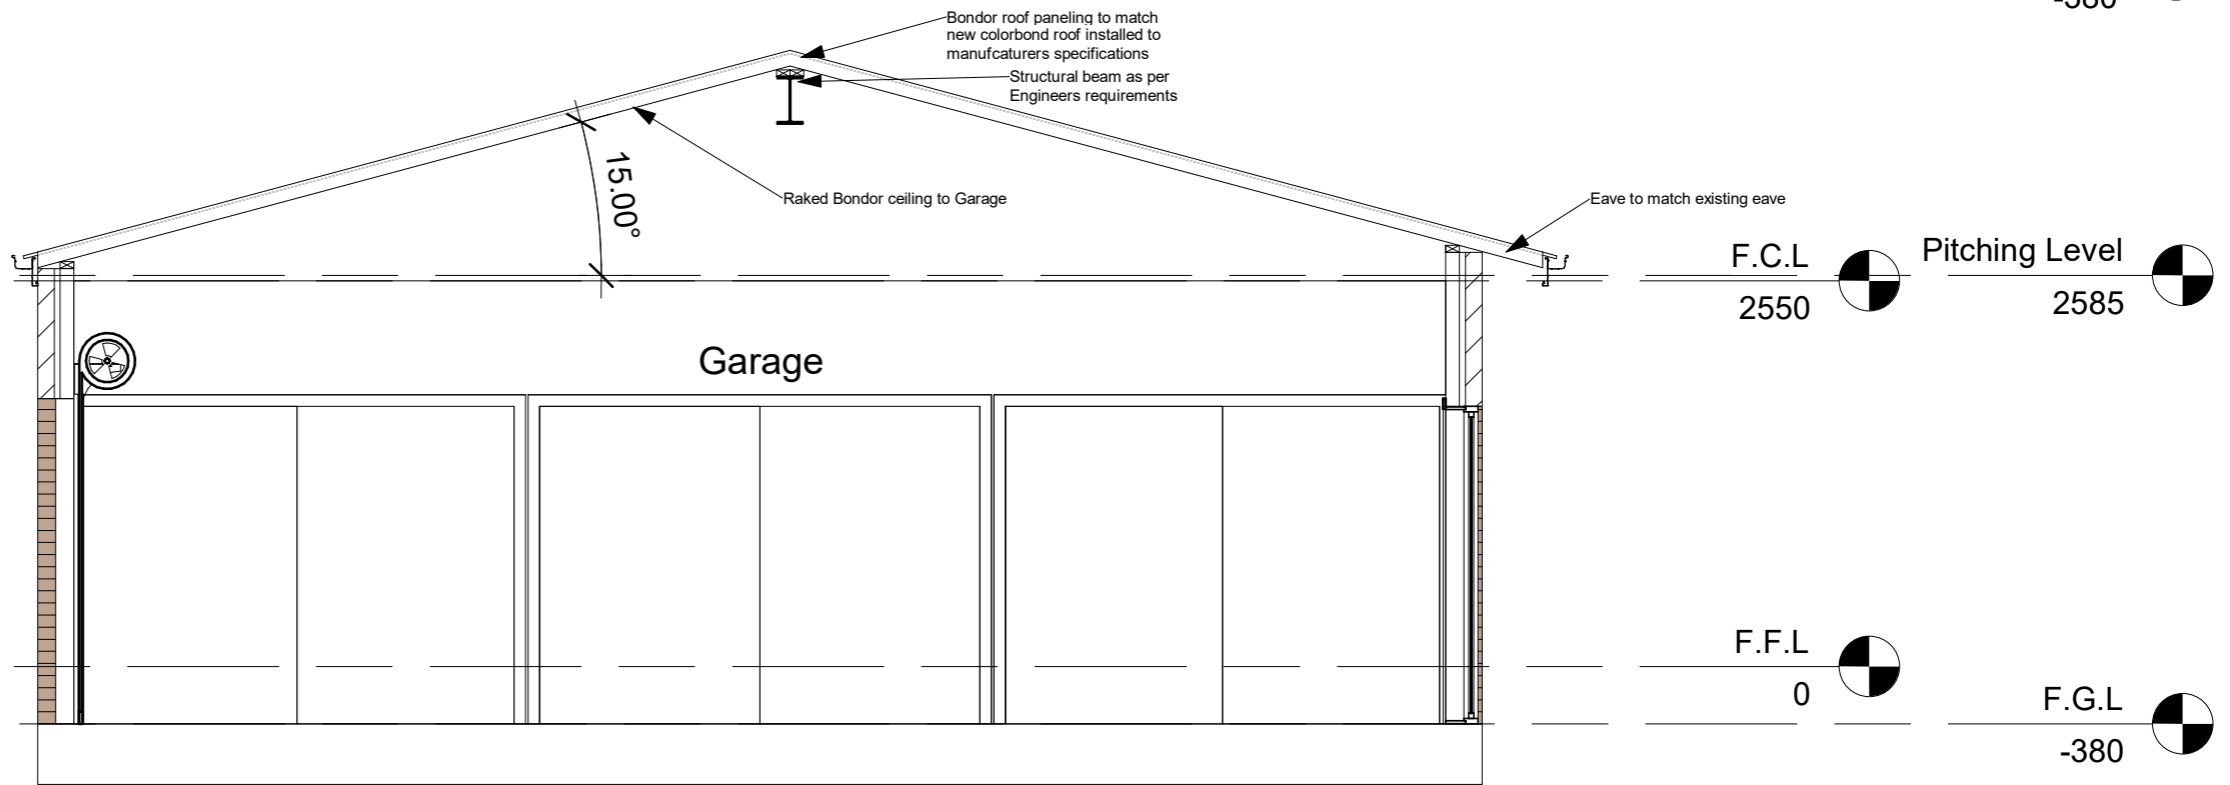 -380
Bondor roof paneling to match
new colorbond roof installed to
manufcaturers specifications
Structural beam as per
Engineers requirements
15.00°
Raked Bondor ceiling to Garage
Eave to match existing eave
F.C.L
2550
Pitching Level
2585
Garage
F.F.L
0
F.G.L
-380